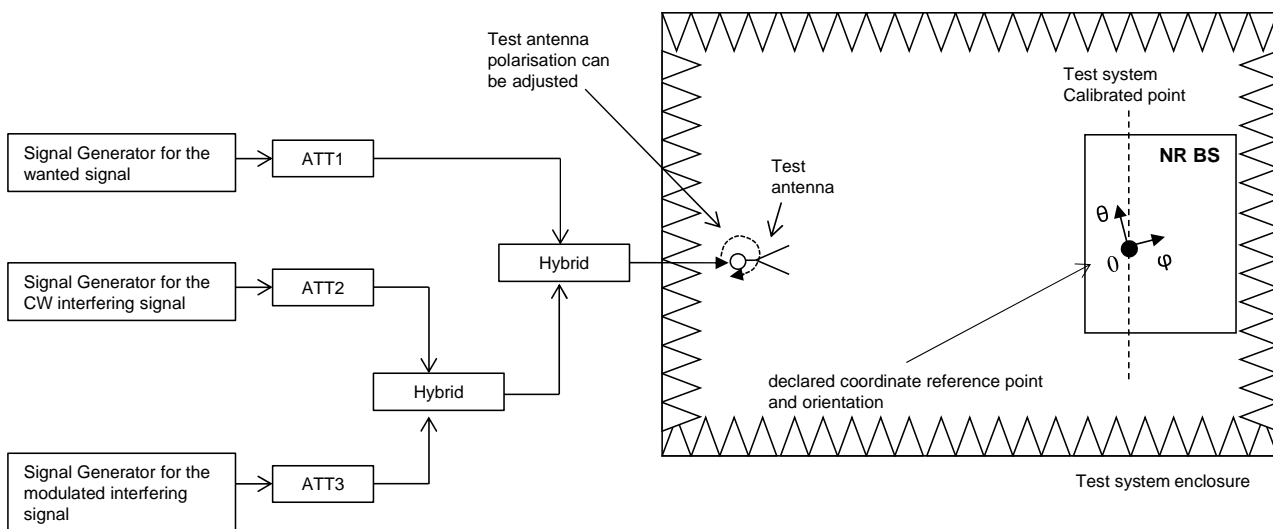 Test antenna
polarisation can
be adjusted
Test system
Calibrated point
Signal Generator for the
wanted signal
ATT1
NR BS
Test
antenna
θ
φ
0
Hybrid
Signal Generator for the
CW interfering signal
ATT2
Hybrid
declared coordinate reference point
and orientation
Signal Generator for the
modulated interfering
signal
ATT3
Test system enclosure